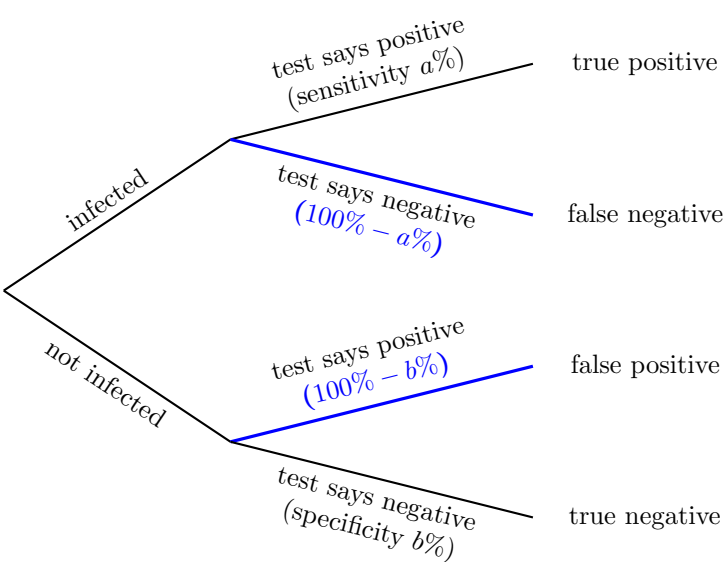 test says positive
(sensitivity a%)
true positive
infected
test says negative
(100% − a%)
false negative
not infected
test says positive
(100% − b%)
false positive
test says negative
(specificity b%)
true negative